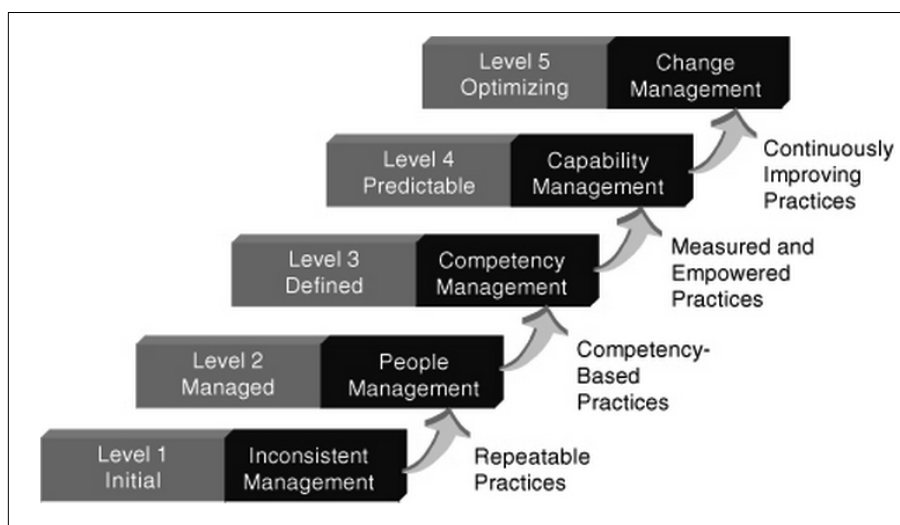 Level 5
Optimizing
Change
Management
Continuously
Improving
Practices
Level 4
Predictable
Capability
Management
Measured and
Empowered
Practices
Level 3
Defined
Competency
Management
Competency-
Based
Practices
Level 2
Managed
People
Management
Repeatable
Practices
Level 1
Initial
Inconsistent
Management